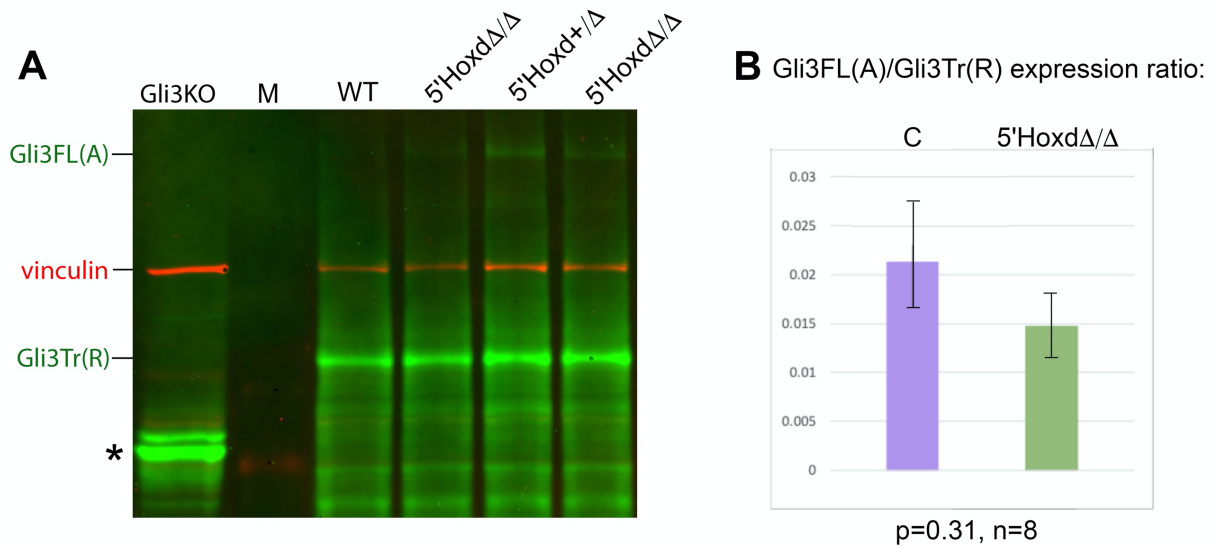 A
Gli3KO M WT 5'HoxdΔ/Δ 5'Hoxd+/Δ 5'HoxdΔ/Δ
Gli3FL(A)
vinculin
Gli3Tr(R)
*
B Gli3FL(A)/Gli3Tr(R) expression ratio:
C 5'HoxdΔ/Δ
0.03
0.025
0.02
0.015
0.01
0.005
0
p=0.31, n=8